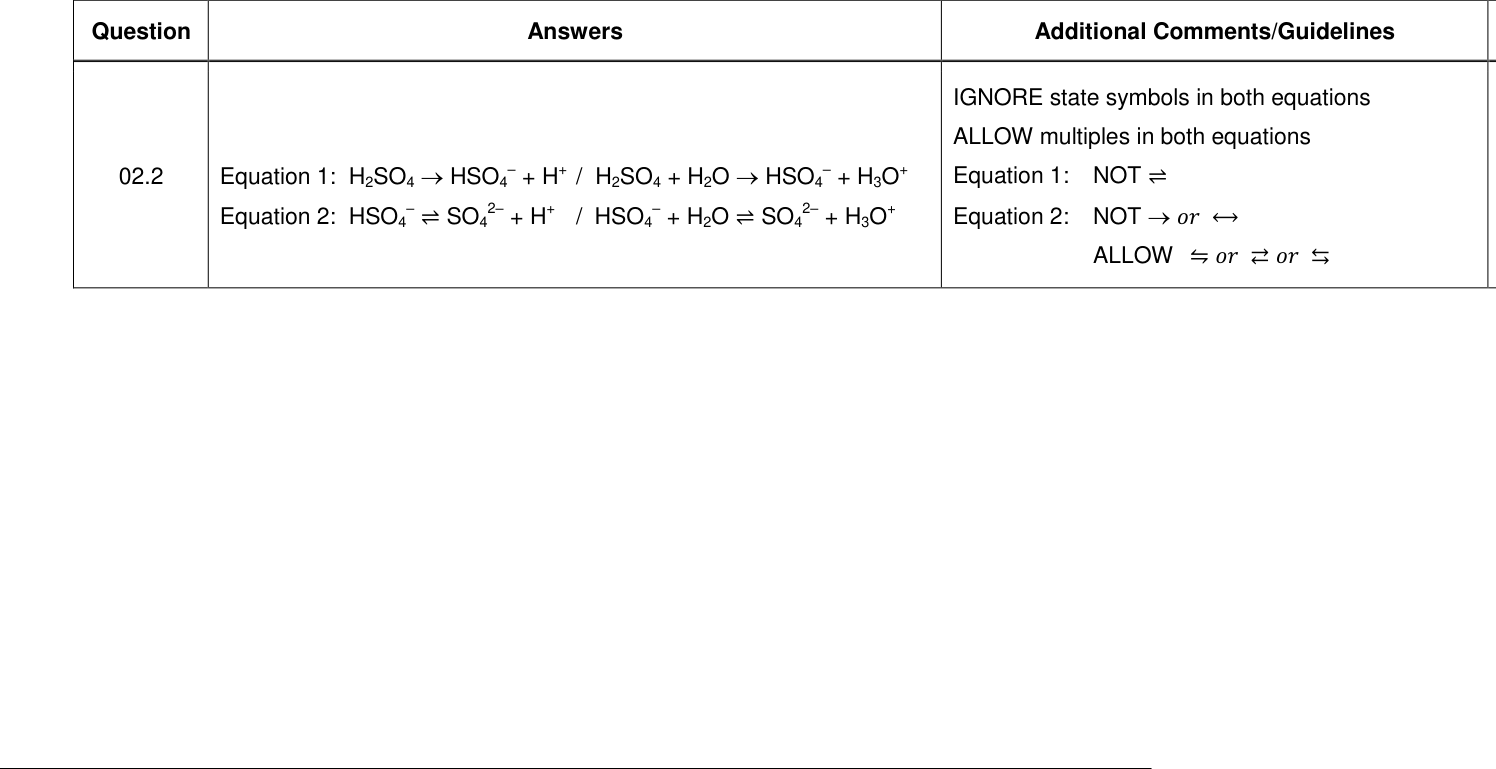 Question Answers Additional Comments/Guidelines
02.2
Equation 1: H₂SO₄ → HSO₄⁻ + H⁺ / H₂SO₄ + H₂O → HSO₄⁻ + H₃O⁺
Equation 2: HSO₄⁻ ⇌ SO₄²⁻ + H⁺ / HSO₄⁻ + H₂O ⇌ SO₄²⁻ + H₃O⁺
IGNORE state symbols in both equations
ALLOW multiples in both equations
Equation 1: NOT ⇌
Equation 2: NOT → or ↔
ALLOW ⇋ or ⇄ or ⇆